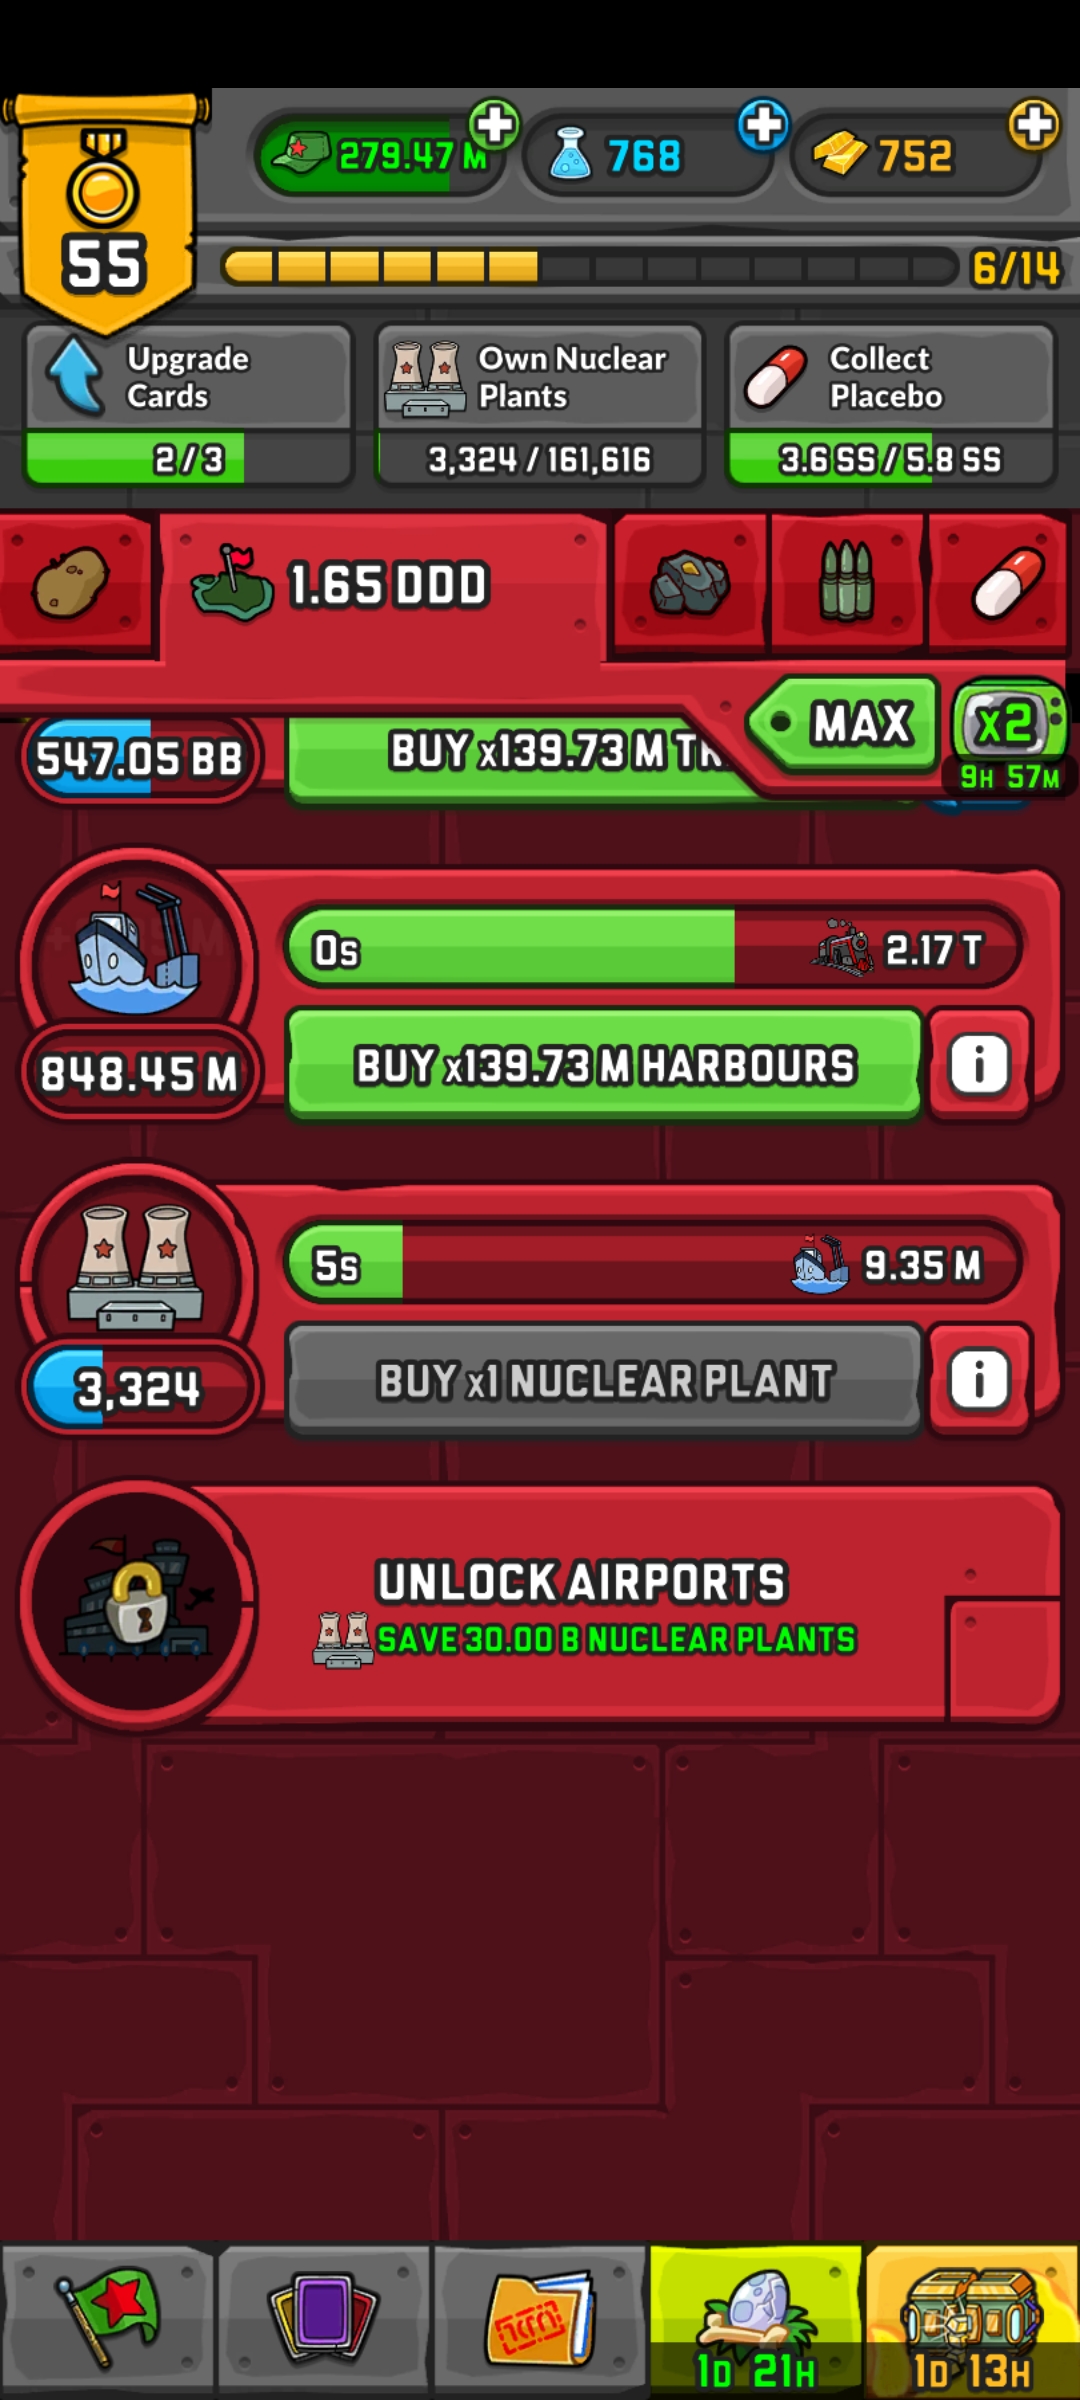 279.47 M
768
752
55
6/14
Upgrade
Cards
2/3
Own Nuclear
Plants
3,324 / 161,616
Collect
Placebo
3.6 SS / 5.8 SS
1.65 DDD
MAX
x2
9H 57M
547.05 BB
BUY x139.73 M TR
0s
2.17 T
848.45 M
BUY x139.73 M HARBOURS
i
5s
9.35 M
3,324
BUY x1 NUCLEAR PLANT
i
UNLOCK AIRPORTS
SAVE 30.00 B NUCLEAR PLANTS
1D 21H
1D 13H